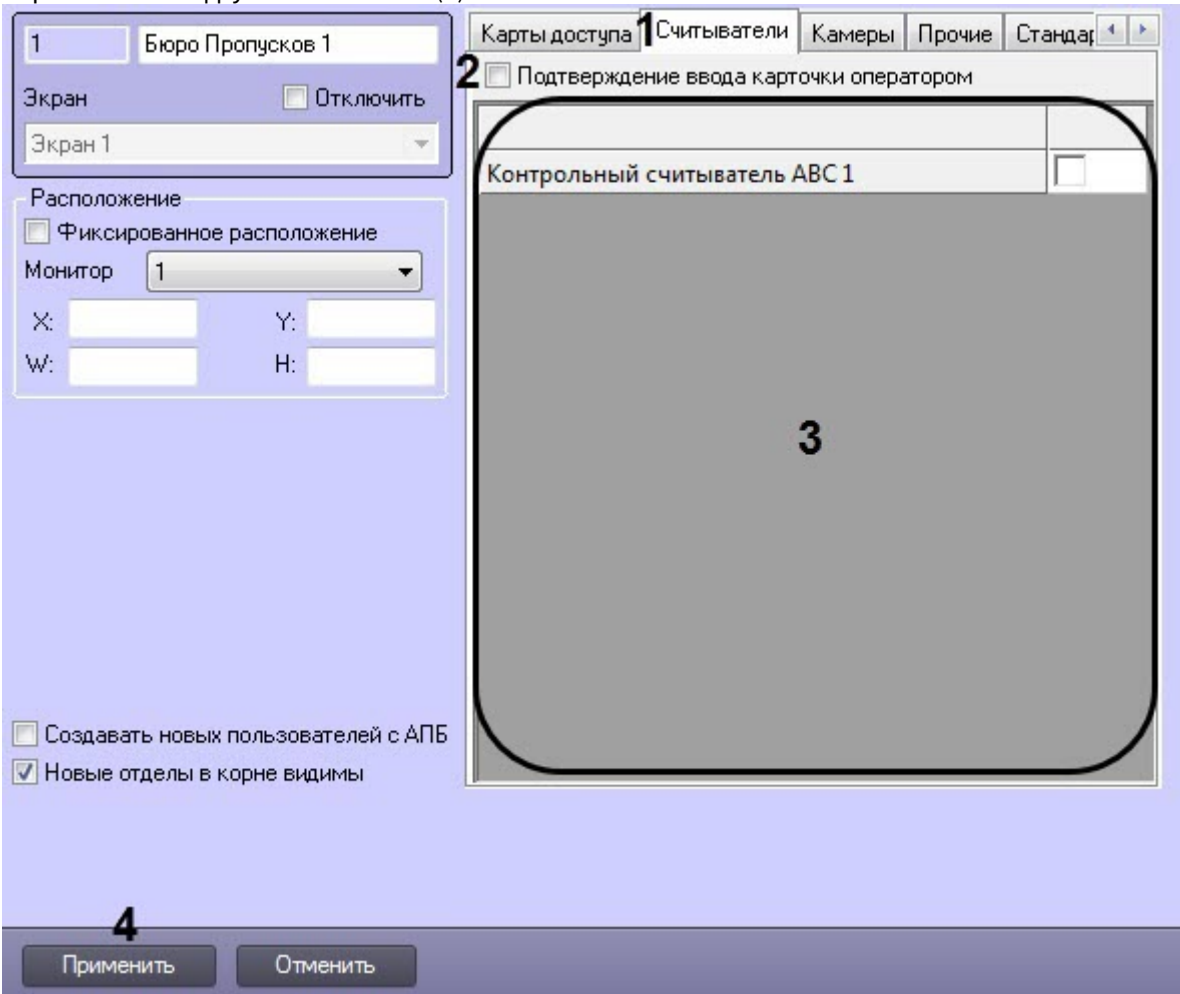 1
Бюро Пропусков 1
Экран
Отключить
Экран 1
Расположение
Фиксированное расположение
Монитор
1
X:
Y:
W:
H:
Создавать новых пользователей с АПБ
Новые отделы в корне видимы
Карты доступа 1 Считыватели Камеры Прочие Стандар
2 Подтверждение ввода карточки оператором
Контрольный считыватель ABC 1
3
4
Применить Отменить